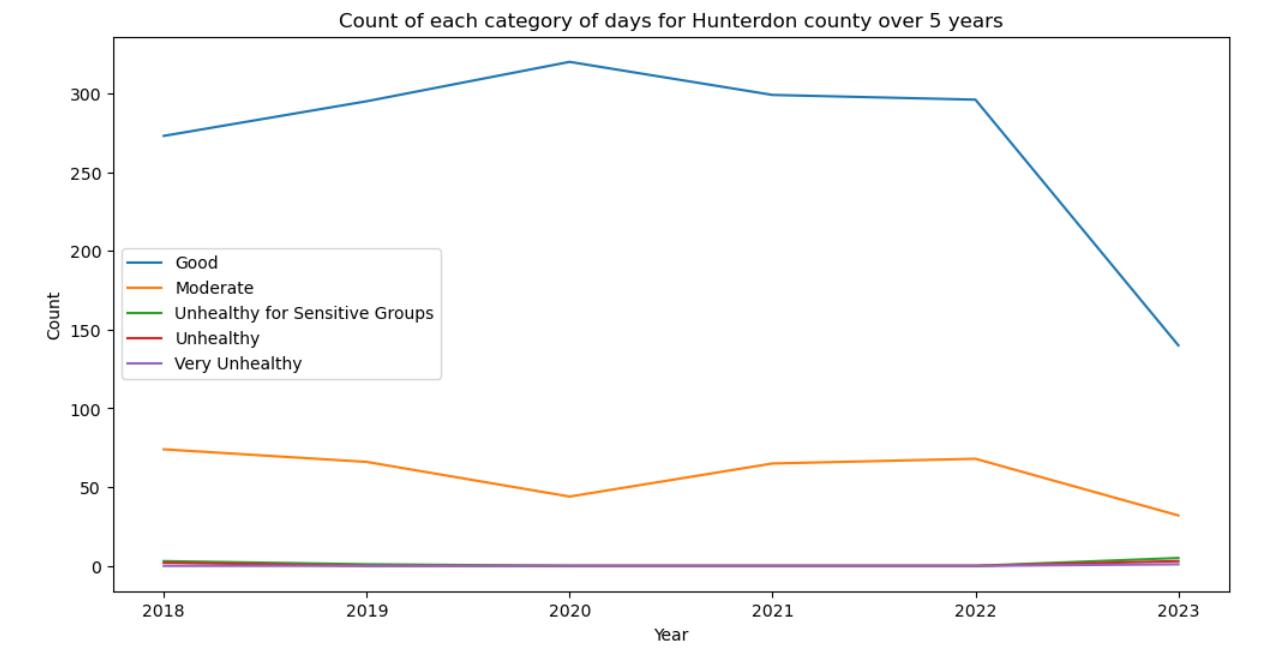 Count of each category of days for Hunterdon county over 5 years
300
250
200
150
100
50
0
Count
Good
Moderate
Unhealthy for Sensitive Groups
Unhealthy
Very Unhealthy
2018 2019 2020 2021 2022 2023
Year